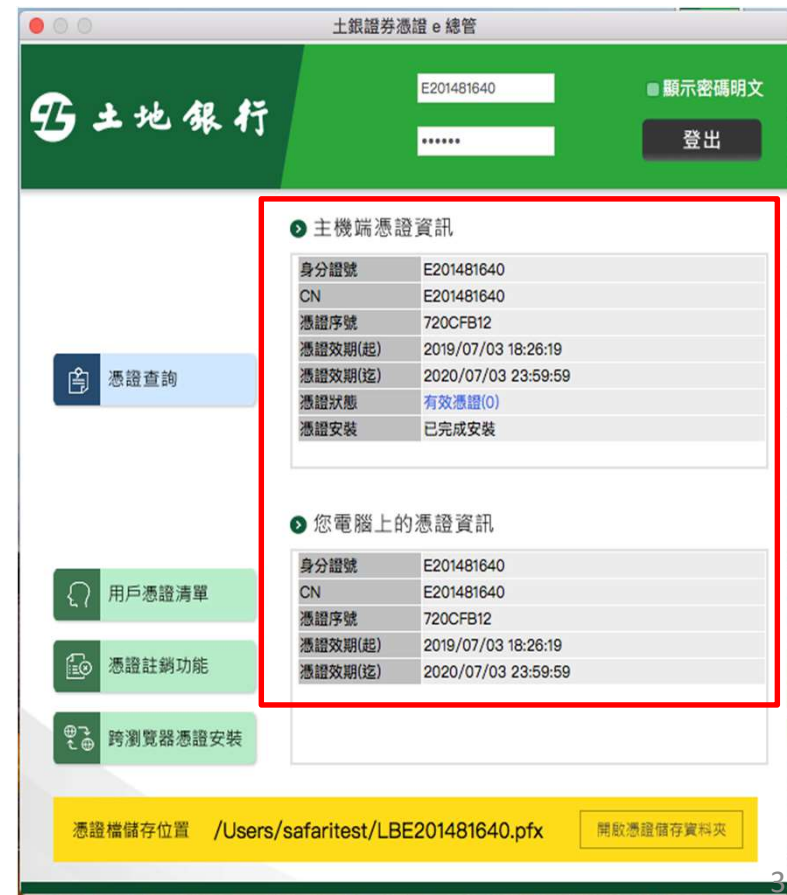 土銀證券憑證 e 總管
土地銀行
E201481640
顯示密碼明文
••••••
登出
主機端憑證資訊
身分證號 E201481640
CN E201481640
憑證序號 720CFB12
憑證效期(起) 2019/07/03 18:26:19
憑證效期(迄) 2020/07/03 23:59:59
憑證狀態 有效憑證(0)
憑證安裝 已完成安裝
憑證查詢
您電腦上的憑證資訊
身分證號 E201481640
CN E201481640
憑證序號 720CFB12
憑證效期(起) 2019/07/03 18:26:19
憑證效期(迄) 2020/07/03 23:59:59
用戶憑證清單
憑證註銷功能
跨瀏覽器憑證安裝
憑證檔儲存位置 /Users/safaritest/LBE201481640.pfx 開啟憑證儲存資料夾
3